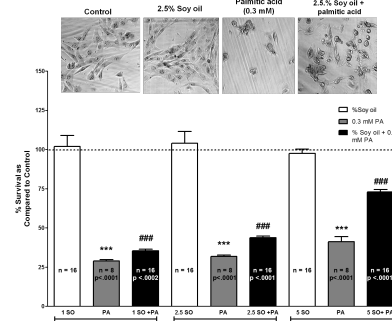 Control
2.5% Soy oil
Palmitic acid
(0.3 mM)
2.5.% Soy oil +
palmitic acid
%Soy oil
0.3 mM PA
% Soy oil + 0.
mM PA
% Survival as
Compared to Control
150
100
75
50
25
0
*** ### *** ### *** ###
n = 16
n = 8
p<.0001
n = 16
p <.0002
n = 16
n = 8
p<.0001
n = 16
p <.0001
n = 16
n = 8
p<.0001
n = 16
p <.0001
1 SO PA 1 SO +PA 2.5 SO PA 2.5 SO +PA 5 SO PA 5 SO+PA